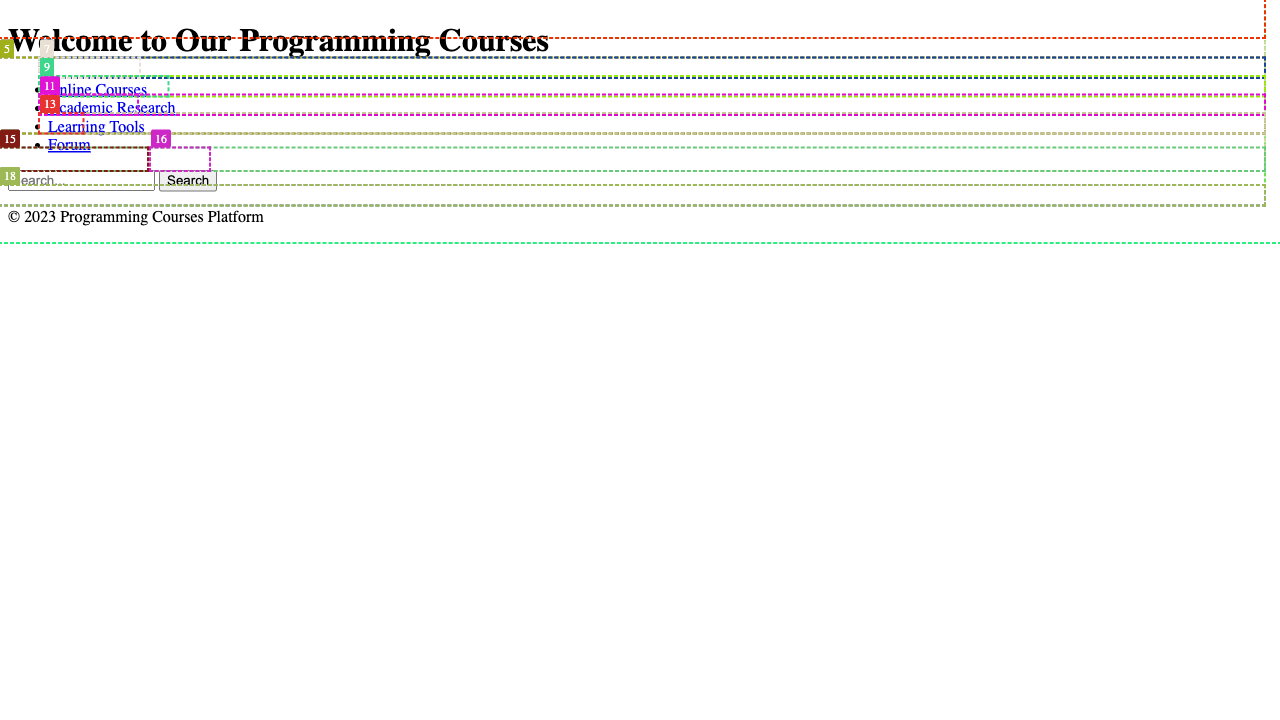 Welcome to Our Programming Courses
5
7
9
Online Courses
11
Academic Research
13
Learning Tools
15
16
Forum
18
Search... Search
© 2023 Programming Courses Platform